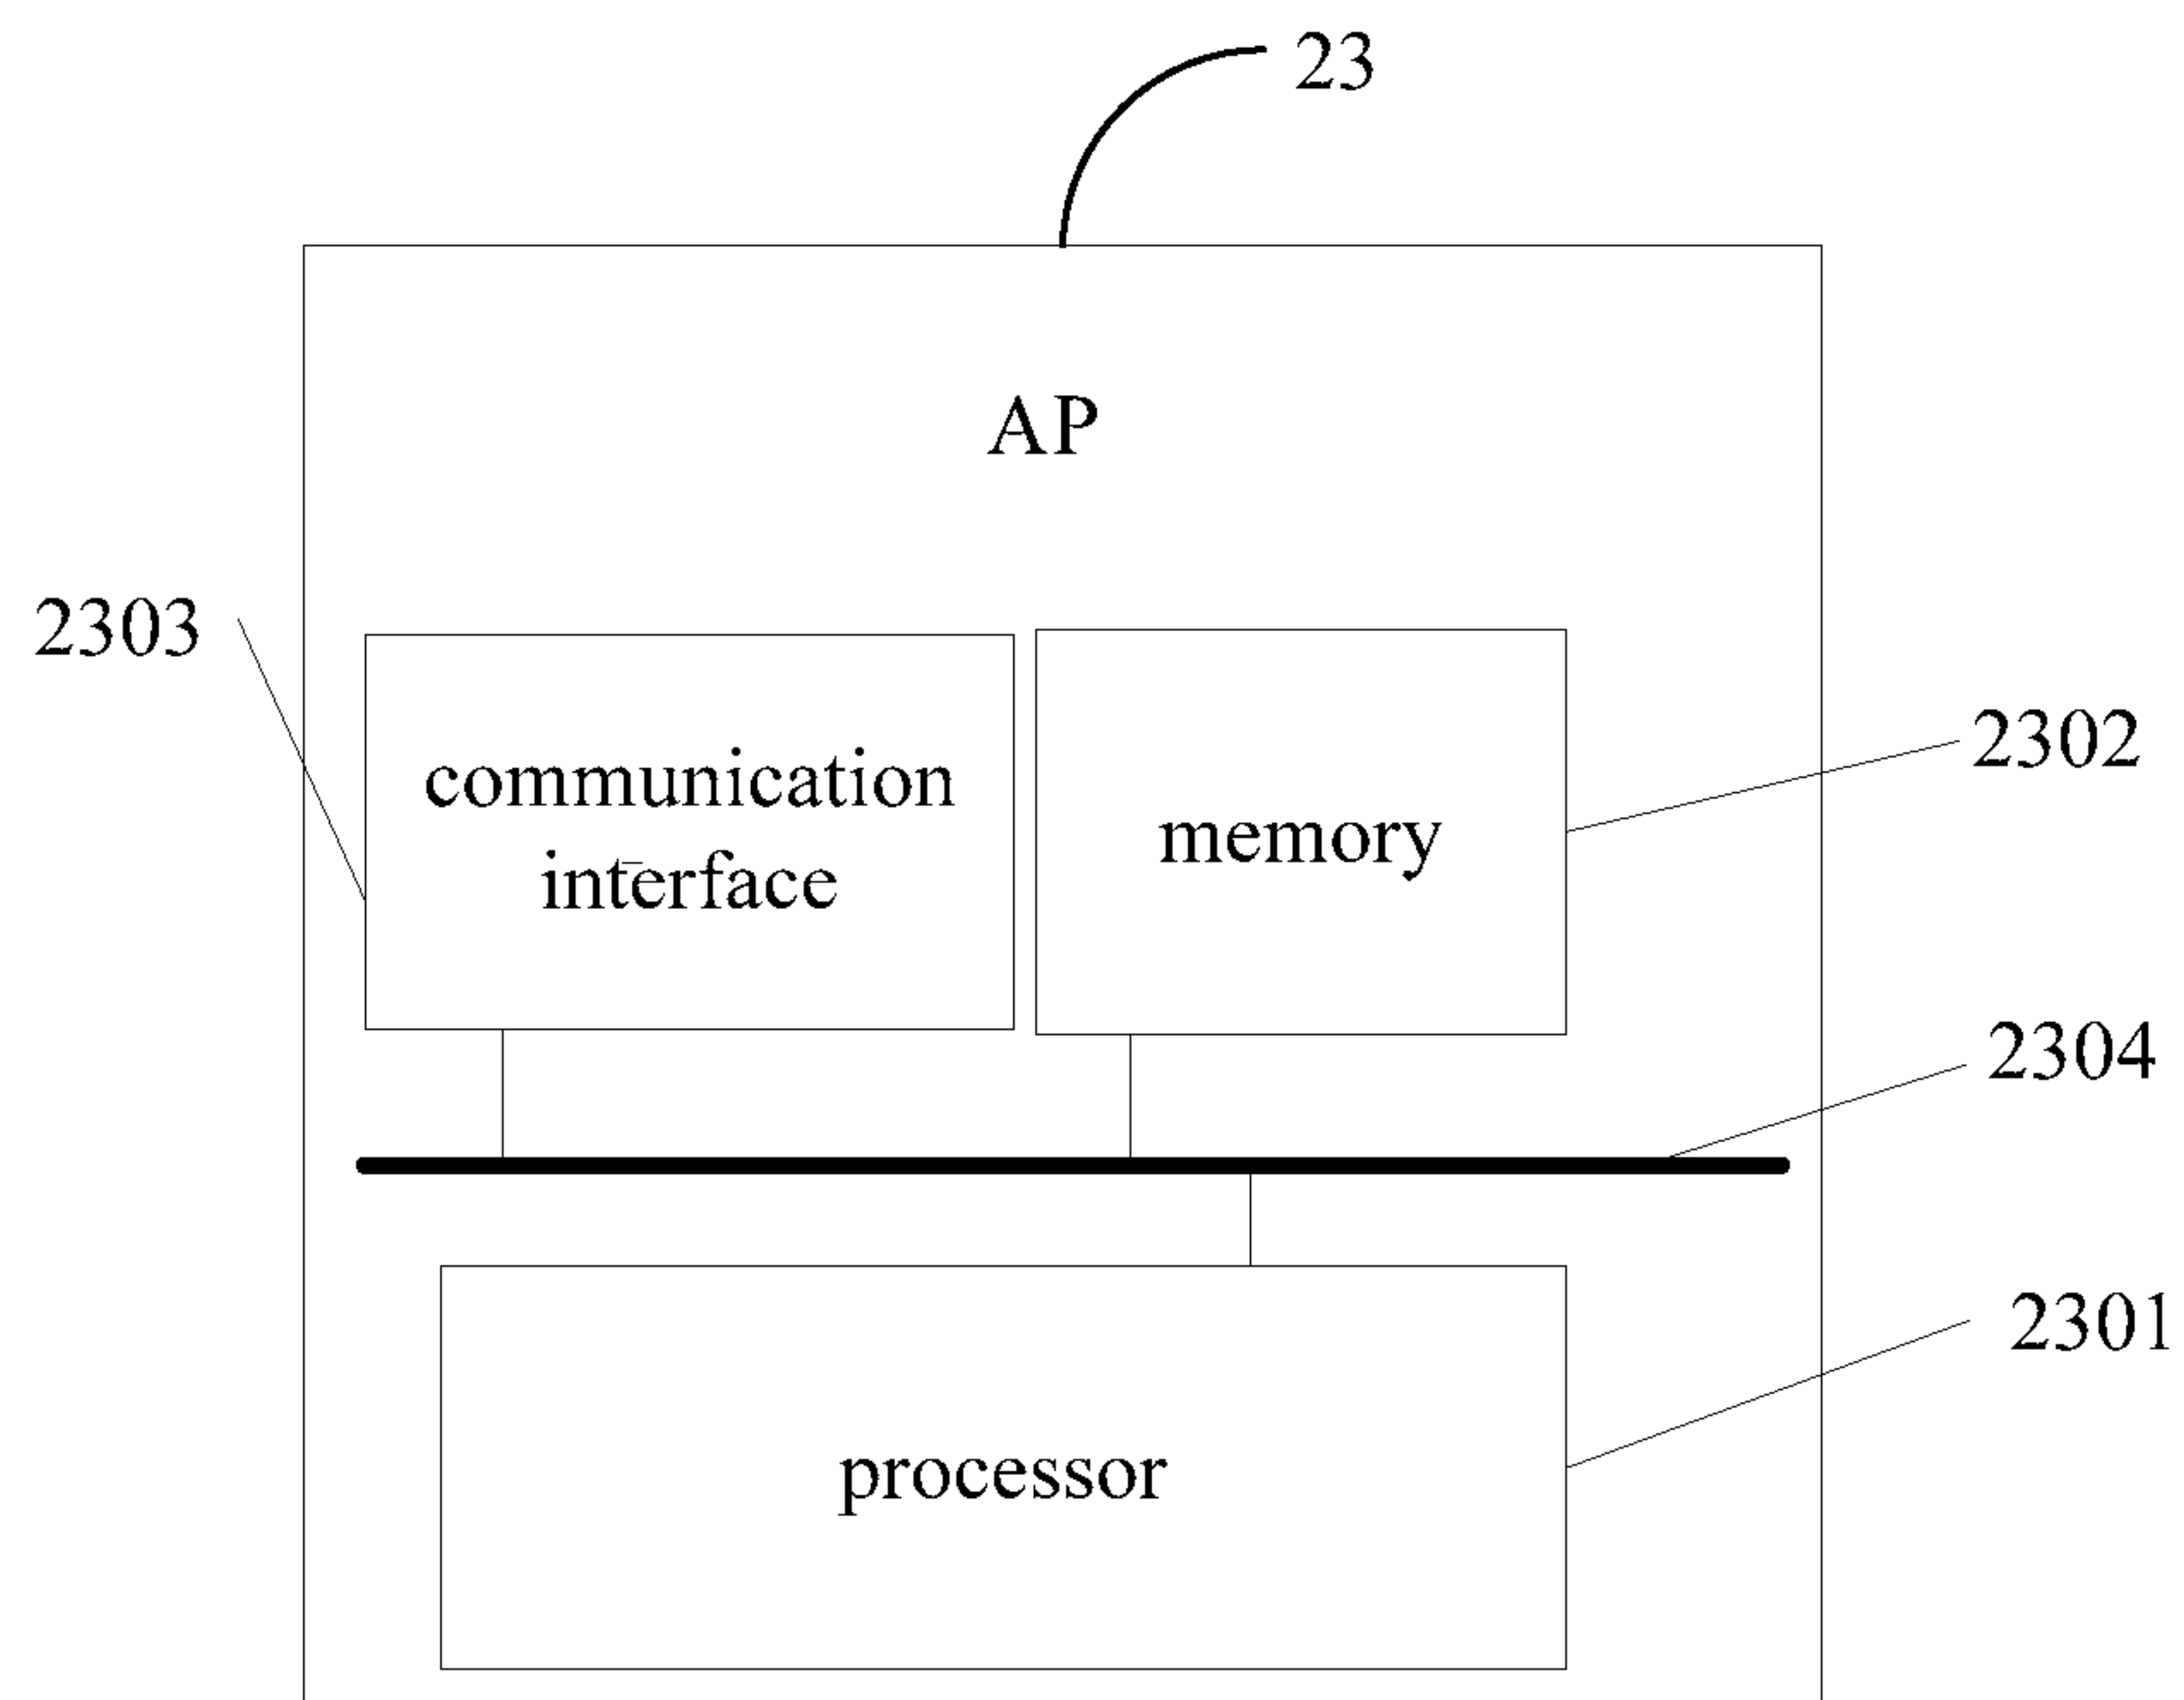 23
AP
2303
communication
interface
memory
2302
2304
2301
processor